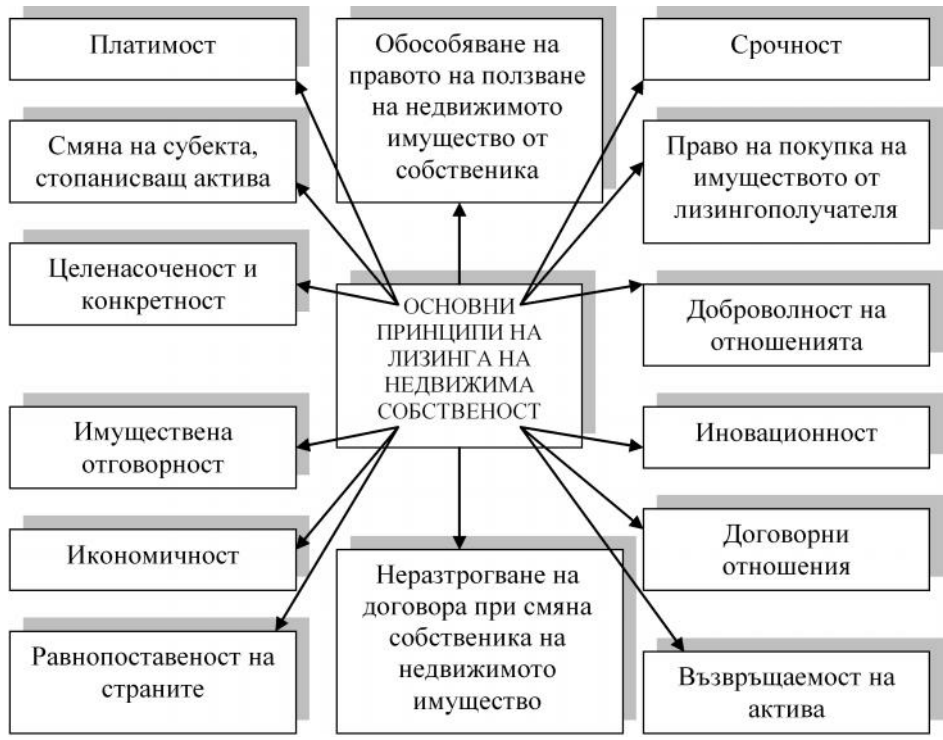 Платимост
Обособяване на
правото на ползване
на недвижимото
имущество от
собственика
Срочност
Смяна на субекта,
стопанисващ актива
Право на покупка на
имуществото от
лизингополучателя
Целенасоченост и
конкретност
ОСНОВНИ
ПРИНЦИПИ НА
ЛИЗИНГА НА
НЕДВИЖИМА
СОБСТВЕНОСТ
Доброволност на
отношенията
Имуществена
отговорност
Иновационност
Икономичност
Неразтрогване на
договора при смяна
собственика на
недвижимото
имущество
Договорни
отношения
Равнопоставеност на
страните
Възвръщаемост на
актива